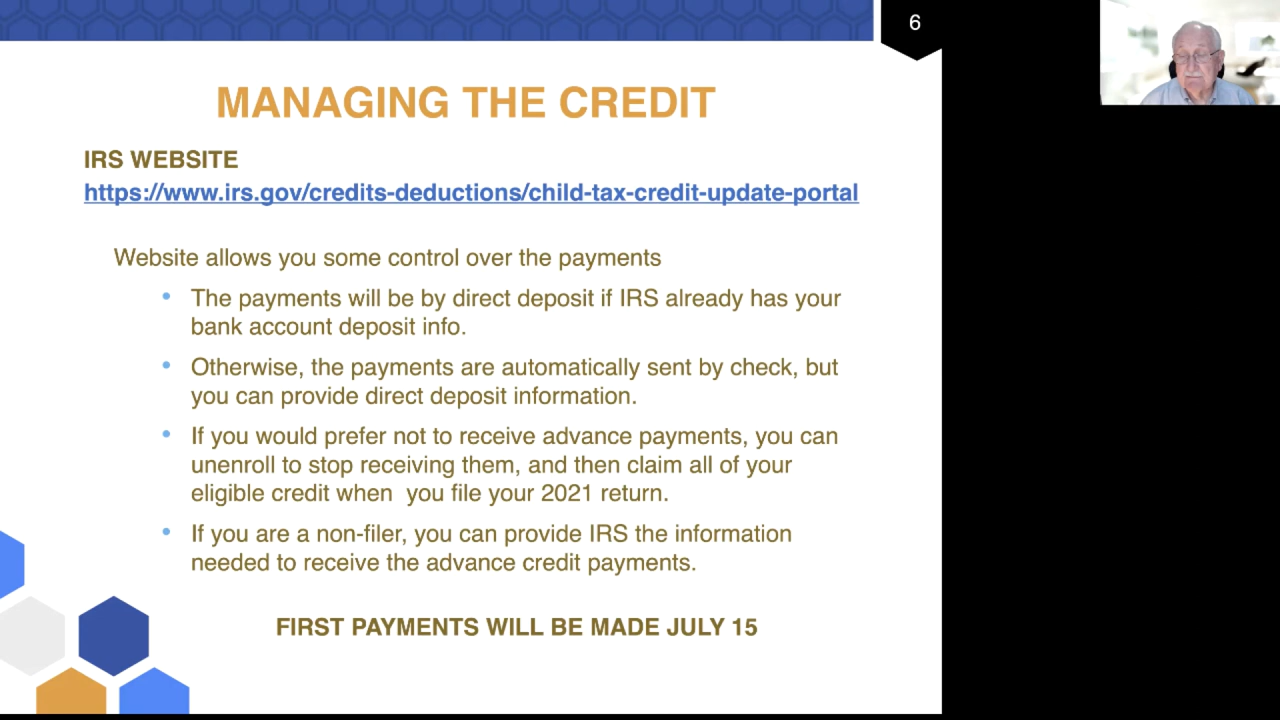 6
MANAGING THE CREDIT
IRS WEBSITE
https://www.irs.gov/credits-deductions/child-tax-credit-update-portal
Website allows you some control over the payments
• The payments will be by direct deposit if IRS already has your
bank account deposit info.
• Otherwise, the payments are automatically sent by check, but
you can provide direct deposit information.
• If you would prefer not to receive advance payments, you can
unenroll to stop receiving them, and then claim all of your
eligible credit when  you file your 2021 return.
• If you are a non-filer, you can provide IRS the information
needed to receive the advance credit payments.
FIRST PAYMENTS WILL BE MADE JULY 15